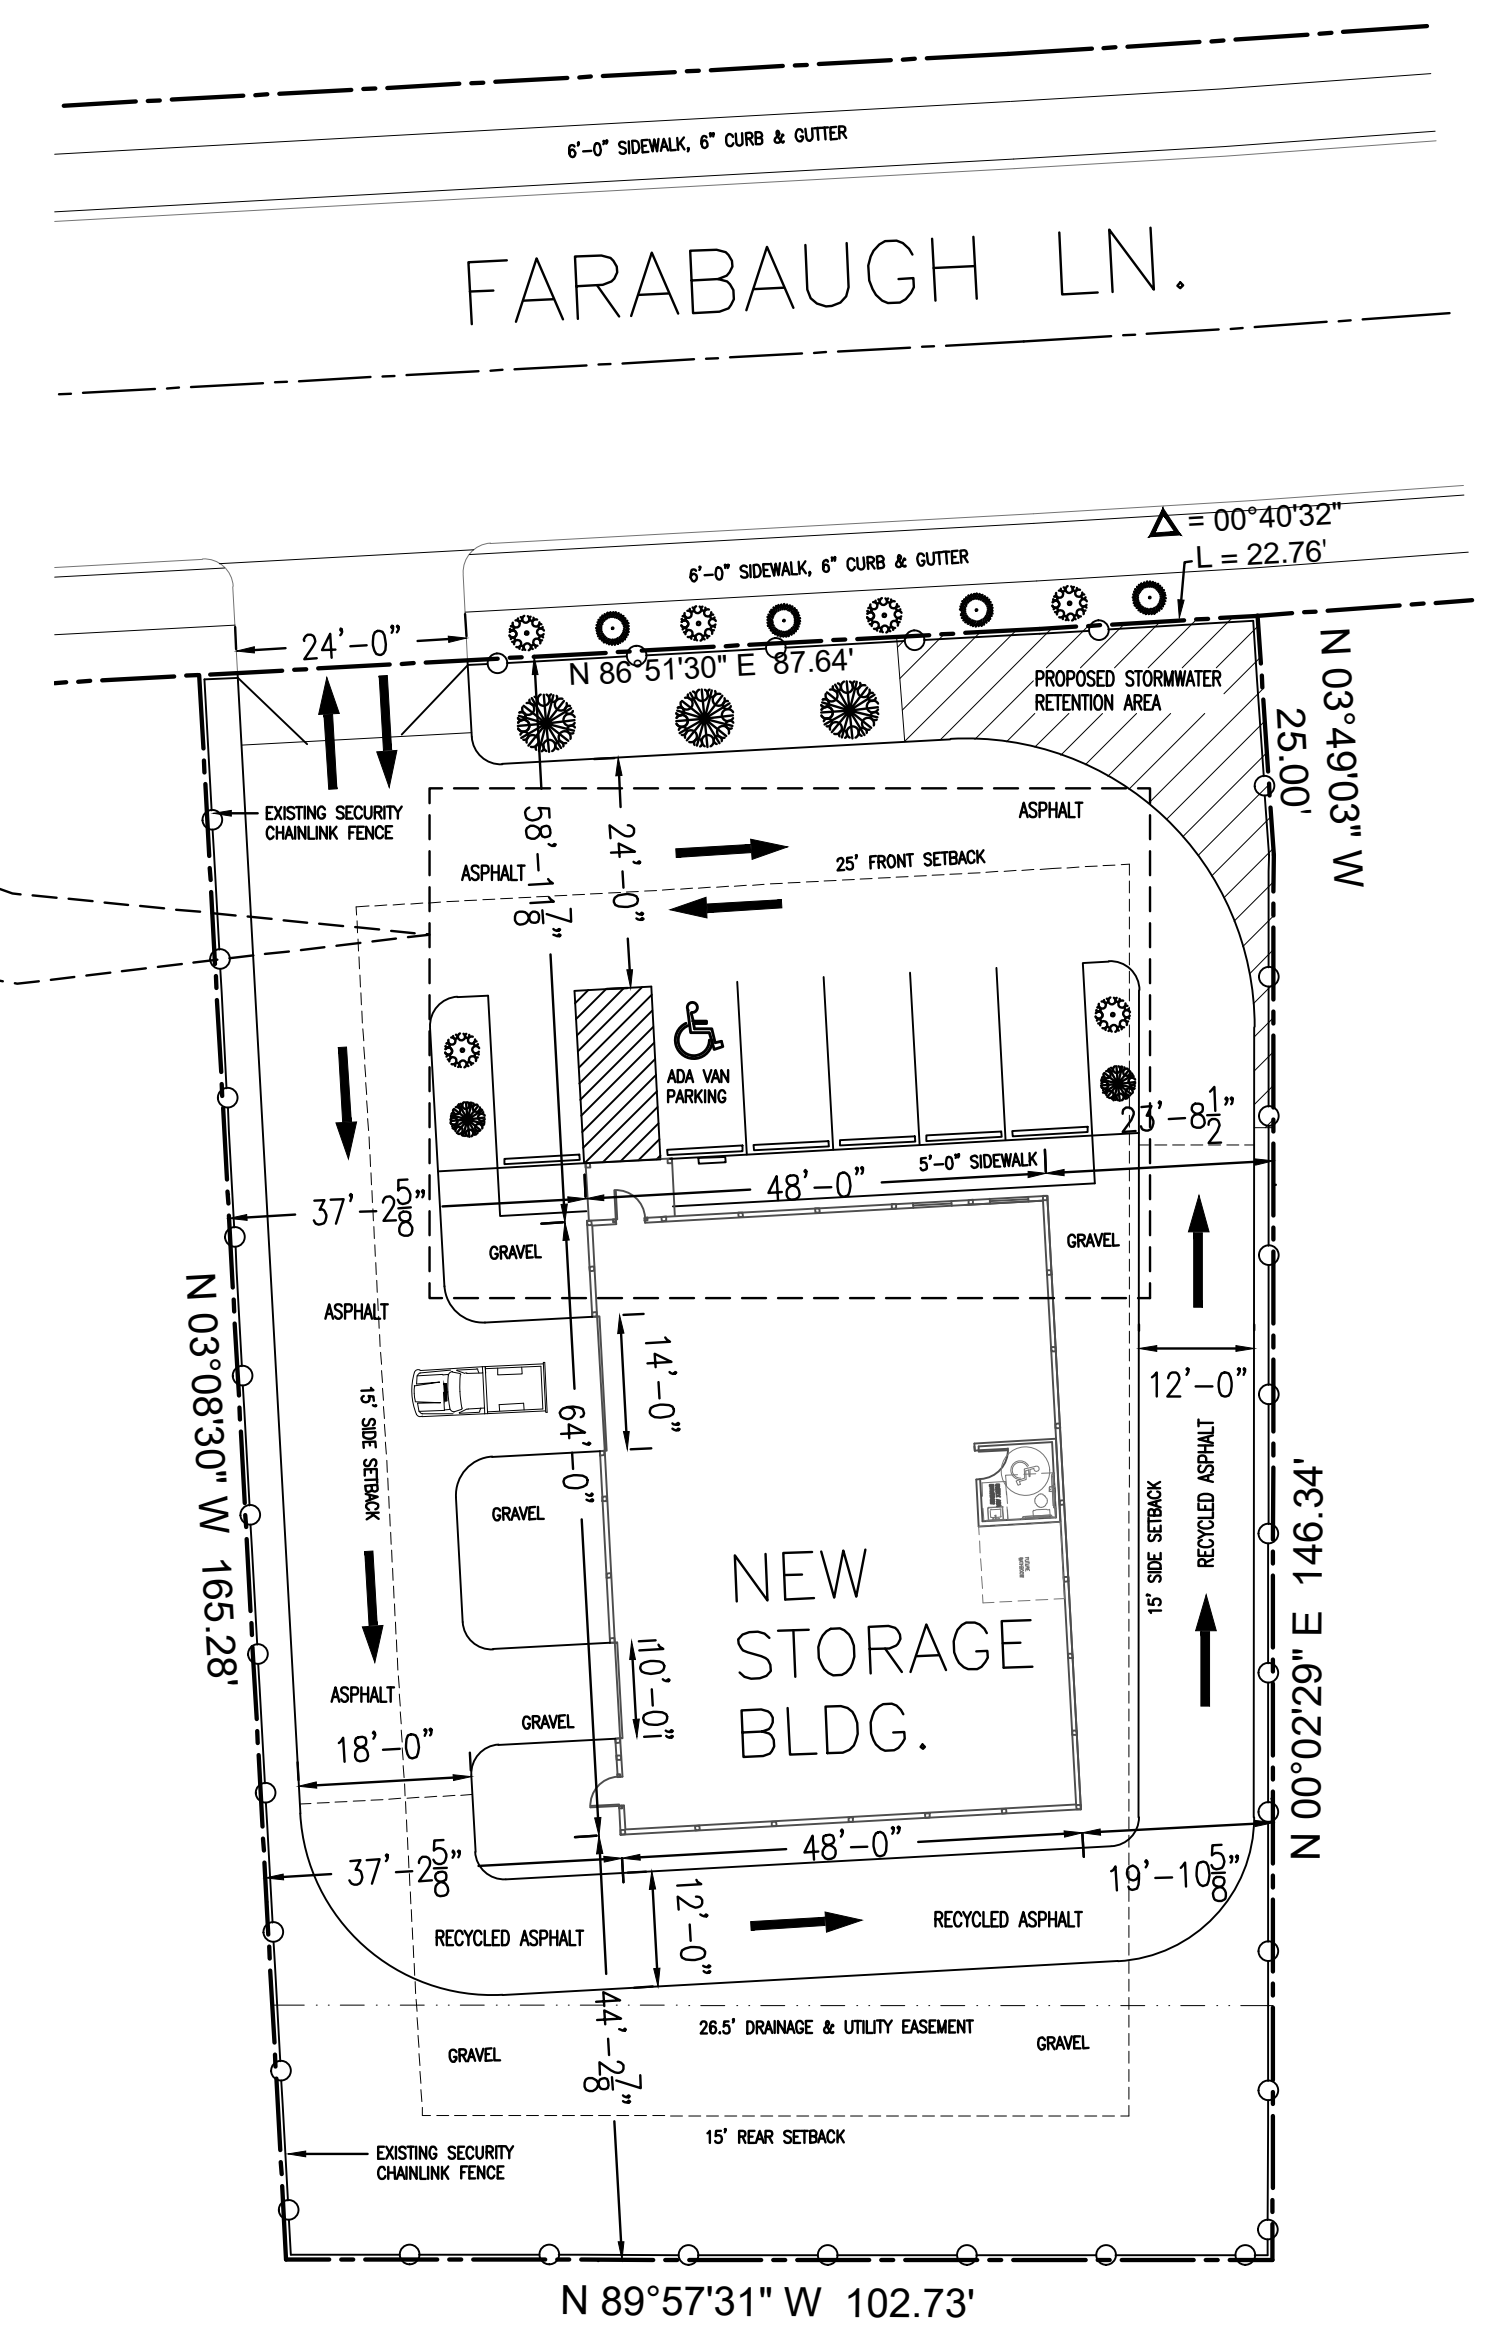 6'-0" SIDEWALK, 6" CURB & GUTTER
FARABAUGH LN.
Δ = 00°40'32"
L = 22.76'
6'-0" SIDEWALK, 6" CURB & GUTTER
24'-0"
N 86°51'30" E 87.64'
PROPOSED STORMWATER
RETENTION AREA
N 03°49'03" W
25.00'
EXISTING SECURITY
CHAINLINK FENCE
ASPHALT
58'-11 7/8"
24'-0"
ASPHALT
25' FRONT SETBACK
ADA VAN
PARKING
23'-8 1/2"
5'-0" SIDEWALK
37'-2 5/8"
48'-0"
GRAVEL
GRAVEL
N 03°08'30" W 165.28'
ASPHALT
14'-0"
12'-0"
15' SIDE SETBACK
64'-0"
RECYCLED ASPHALT
15' SIDE SETBACK
GRAVEL
N 00°02'29" E 146.34'
NEW
STORAGE
BLDG.
10'-0"
ASPHALT
GRAVEL
18'-0"
37'-2 5/8"
48'-0"
19'-10 5/8"
12'-0"
RECYCLED ASPHALT
RECYCLED ASPHALT
44'-2 7/8"
26.5' DRAINAGE & UTILITY EASEMENT
GRAVEL
GRAVEL
15' REAR SETBACK
EXISTING SECURITY
CHAINLINK FENCE
N 89°57'31" W 102.73'